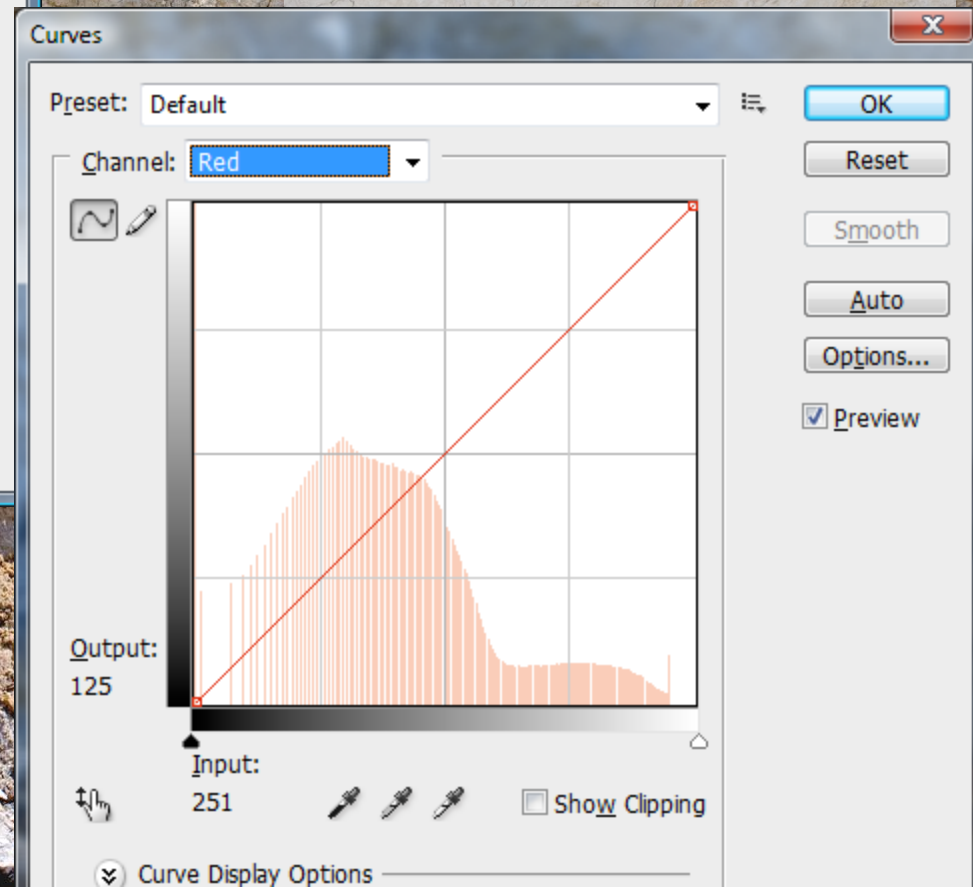 Curves
Preset: Default
OK
Channel: Red
Reset
Smooth
Auto
Options...
Preview
Output:
125
Input:
251
Show Clipping
Curve Display Options